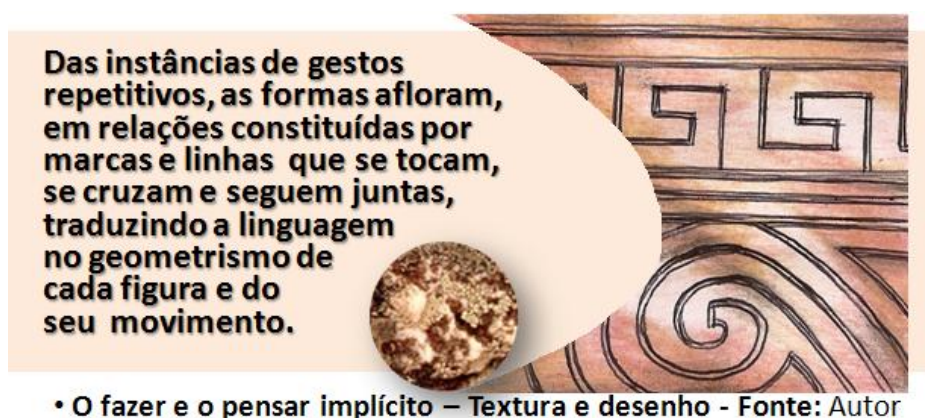 Das instâncias de gestos
repetitivos, as formas afloram,
em relações constituídas por
marcas e linhas que se tocam,
se cruzam e seguem juntas,
traduzindo a linguagem
no geometrismo de
cada figura e do
seu movimento.
• O fazer e o pensar implícito – Textura e desenho - Fonte: Autor